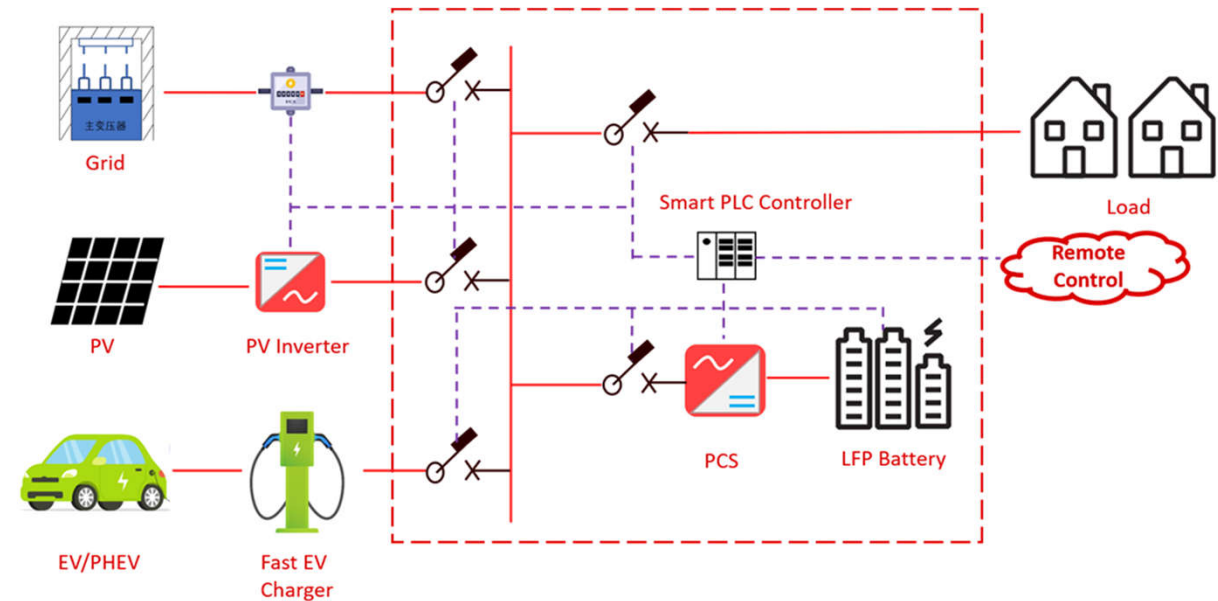 主变压器
Grid
Smart PLC Controller
Load
Remote
Control
PV
PV Inverter
PCS
LFP Battery
EV/PHEV
Fast EV
Charger